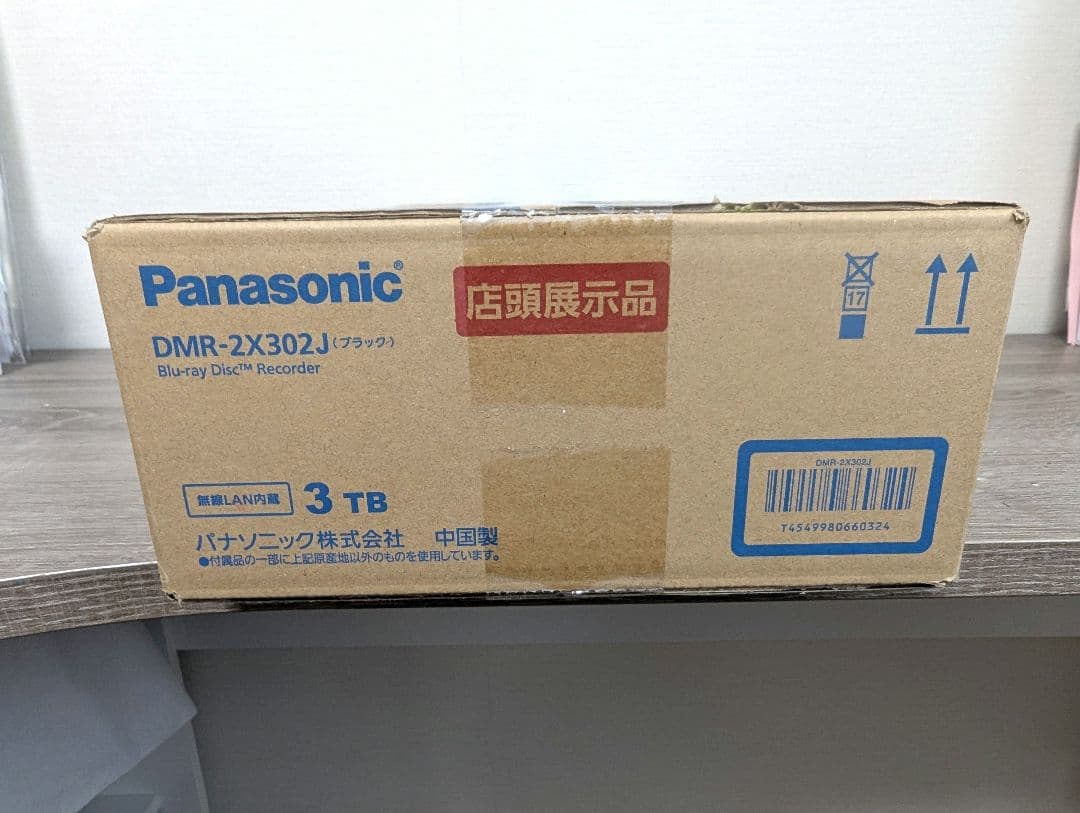 Panasonic®
店頭展示品
17
DMR-2X302J(ブラック)
Blu-ray Disc™ Recorder
無線LAN内蔵 3 TB
パナソニック株式会社 中国製
●付属品の一部に上記原産地以外のものを使用しています。
DMR-2X302J
T4549980660324